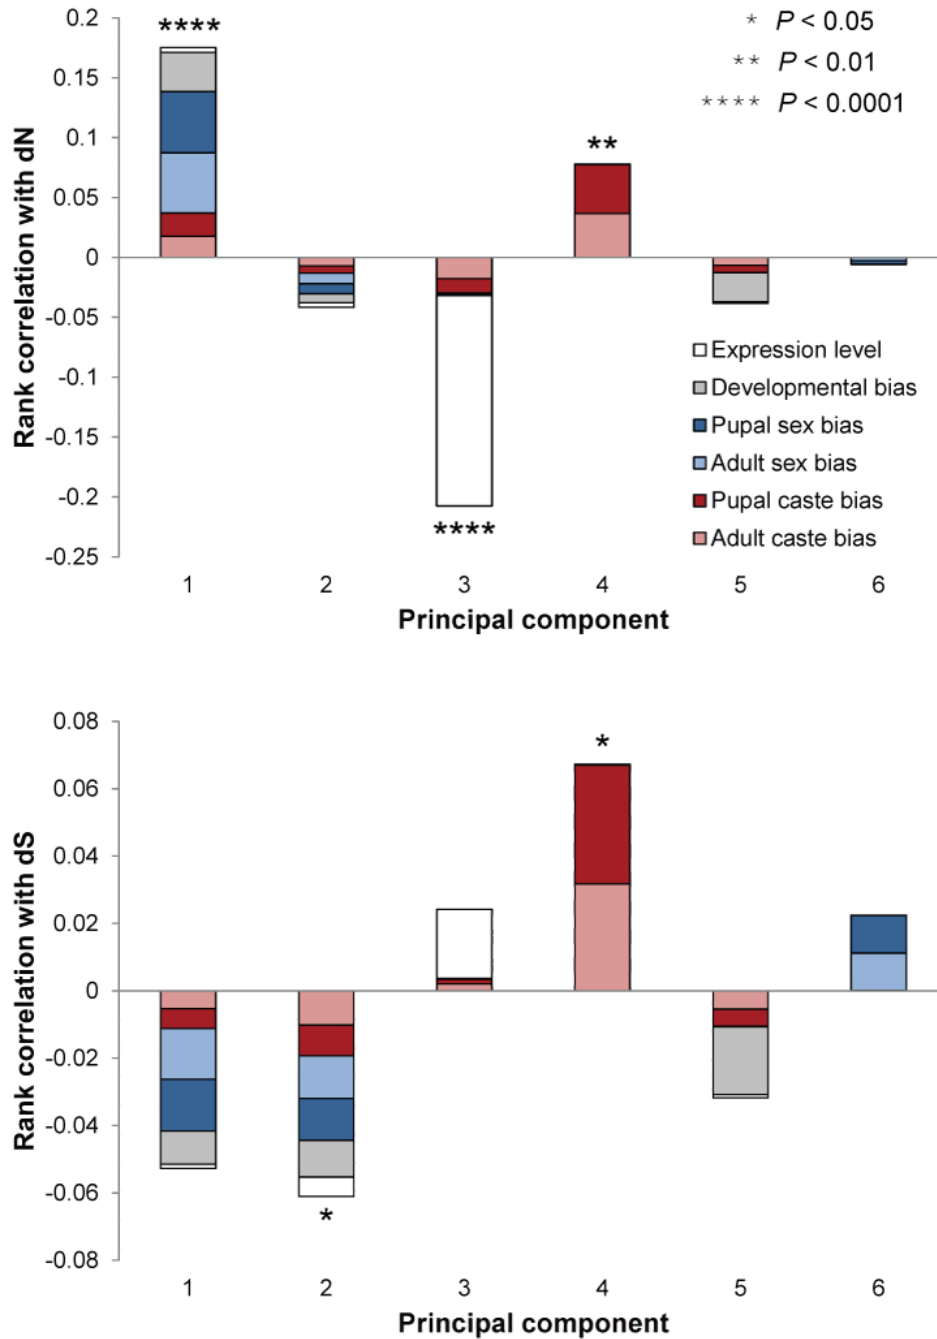 0.2
0.15
0.1
0.05
0
-0.05
-0.1
-0.15
-0.2
-0.25
Rank correlation with dN
****
****
**
* P < 0.05
** P < 0.01
**** P < 0.0001
Expression level
Developmental bias
Pupal sex bias
Adult sex bias
Pupal caste bias
Adult caste bias
1 2 3 4 5 6
Principal component
0.08
0.06
0.04
0.02
0
-0.02
-0.04
-0.06
-0.08
Rank correlation with dS
*
*
1 2 3 4 5 6
Principal component